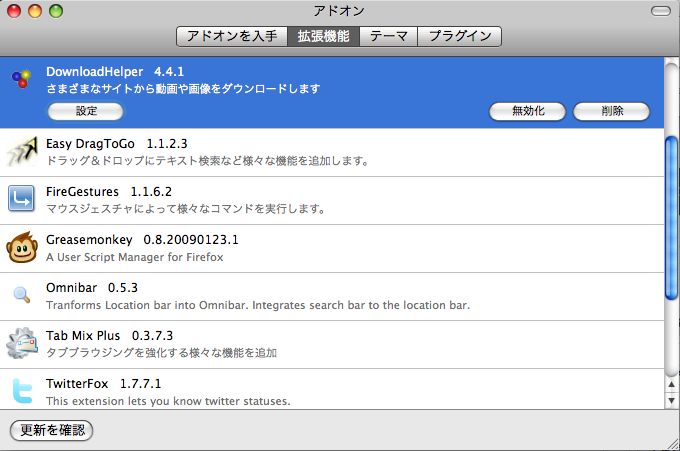 アドオン
アドオンを入手 拡張機能 テーマ プラグイン
DownloadHelper 4.4.1
さまざまなサイトから動画や画像をダウンロードします
設定 無効化 削除
Easy DragToGo 1.1.2.3
ドラッグ＆ドロップにテキスト検索など様々な機能を追加します。
FireGestures 1.1.6.2
マウスジェスチャによって様々なコマンドを実行します。
Greasemonkey 0.8.20090123.1
A User Script Manager for Firefox
Omnibar 0.5.3
Tranforms Location bar into Omnibar. Integrates search bar to the location bar.
Tab Mix Plus 0.3.7.3
タブブラウジングを強化する様々な機能を追加
TwitterFox 1.7.7.1
This extension lets you know twitter statuses.
更新を確認